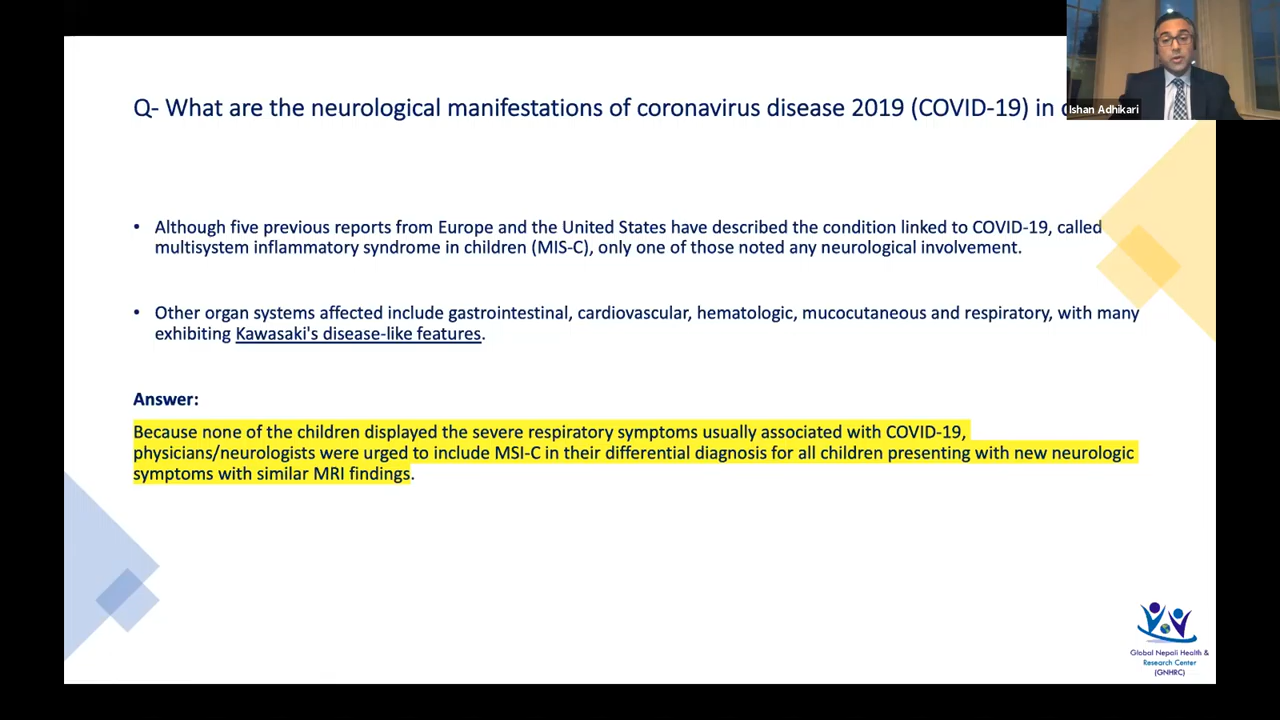 Q- What are the neurological manifestations of coronavirus disease 2019 (COVID-19) in
Ishan Adhikari
• Although five previous reports from Europe and the United States have described the condition linked to COVID-19, called
multisystem inflammatory syndrome in children (MIS-C), only one of those noted any neurological involvement.
• Other organ systems affected include gastrointestinal, cardiovascular, hematologic, mucocutaneous and respiratory, with many
exhibiting Kawasaki's disease-like features.
Answer:
Because none of the children displayed the severe respiratory symptoms usually associated with COVID-19,
physicians/neurologists were urged to include MSI-C in their differential diagnosis for all children presenting with new neurologic
symptoms with similar MRI findings.
Global Nepali Health &
Research Center
(GNHRC)